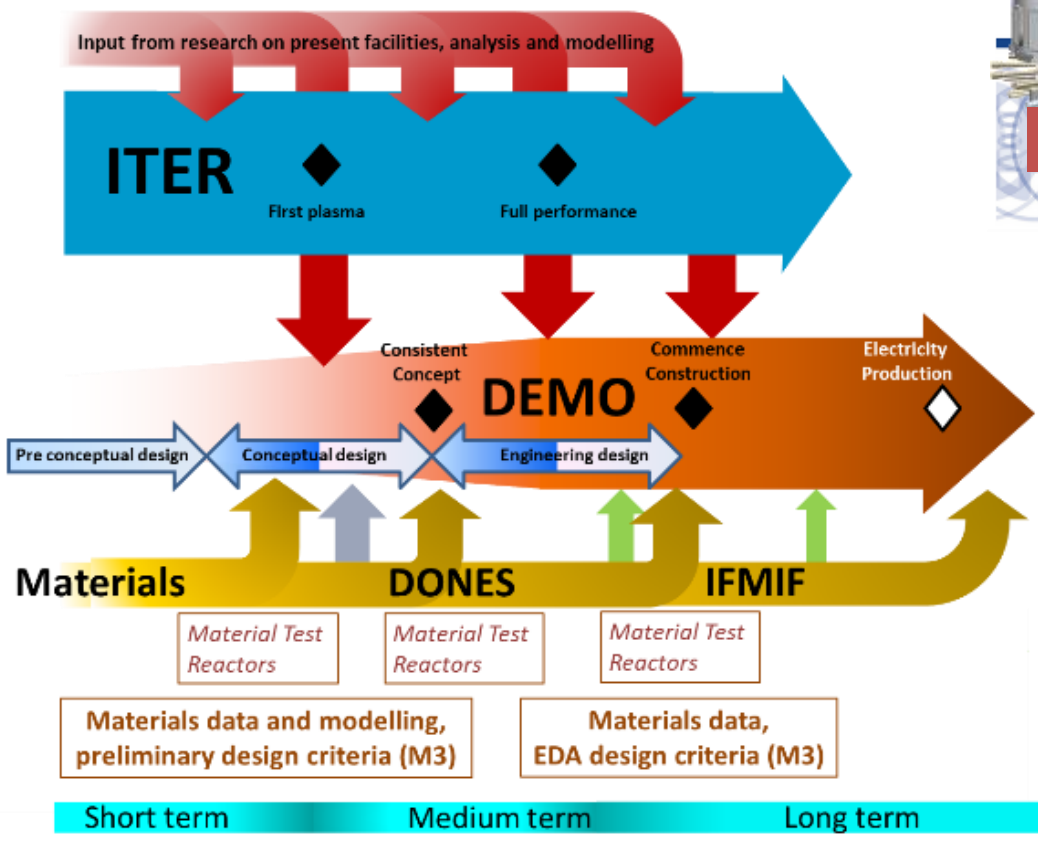 Input from research on present facilities, analysis and modelling
ITER
First plasma
Full performance
Consistent
Concept
DEMO
Commence
Construction
Electricity
Production
Pre conceptual design
Conceptual design
Engineering design
Materials
DONES
IFMIF
Material Test
Reactors
Material Test
Reactors
Material Test
Reactors
Materials data and modelling,
preliminary design criteria (M3)
Materials data,
EDA design criteria (M3)
Short term
Medium term
Long term